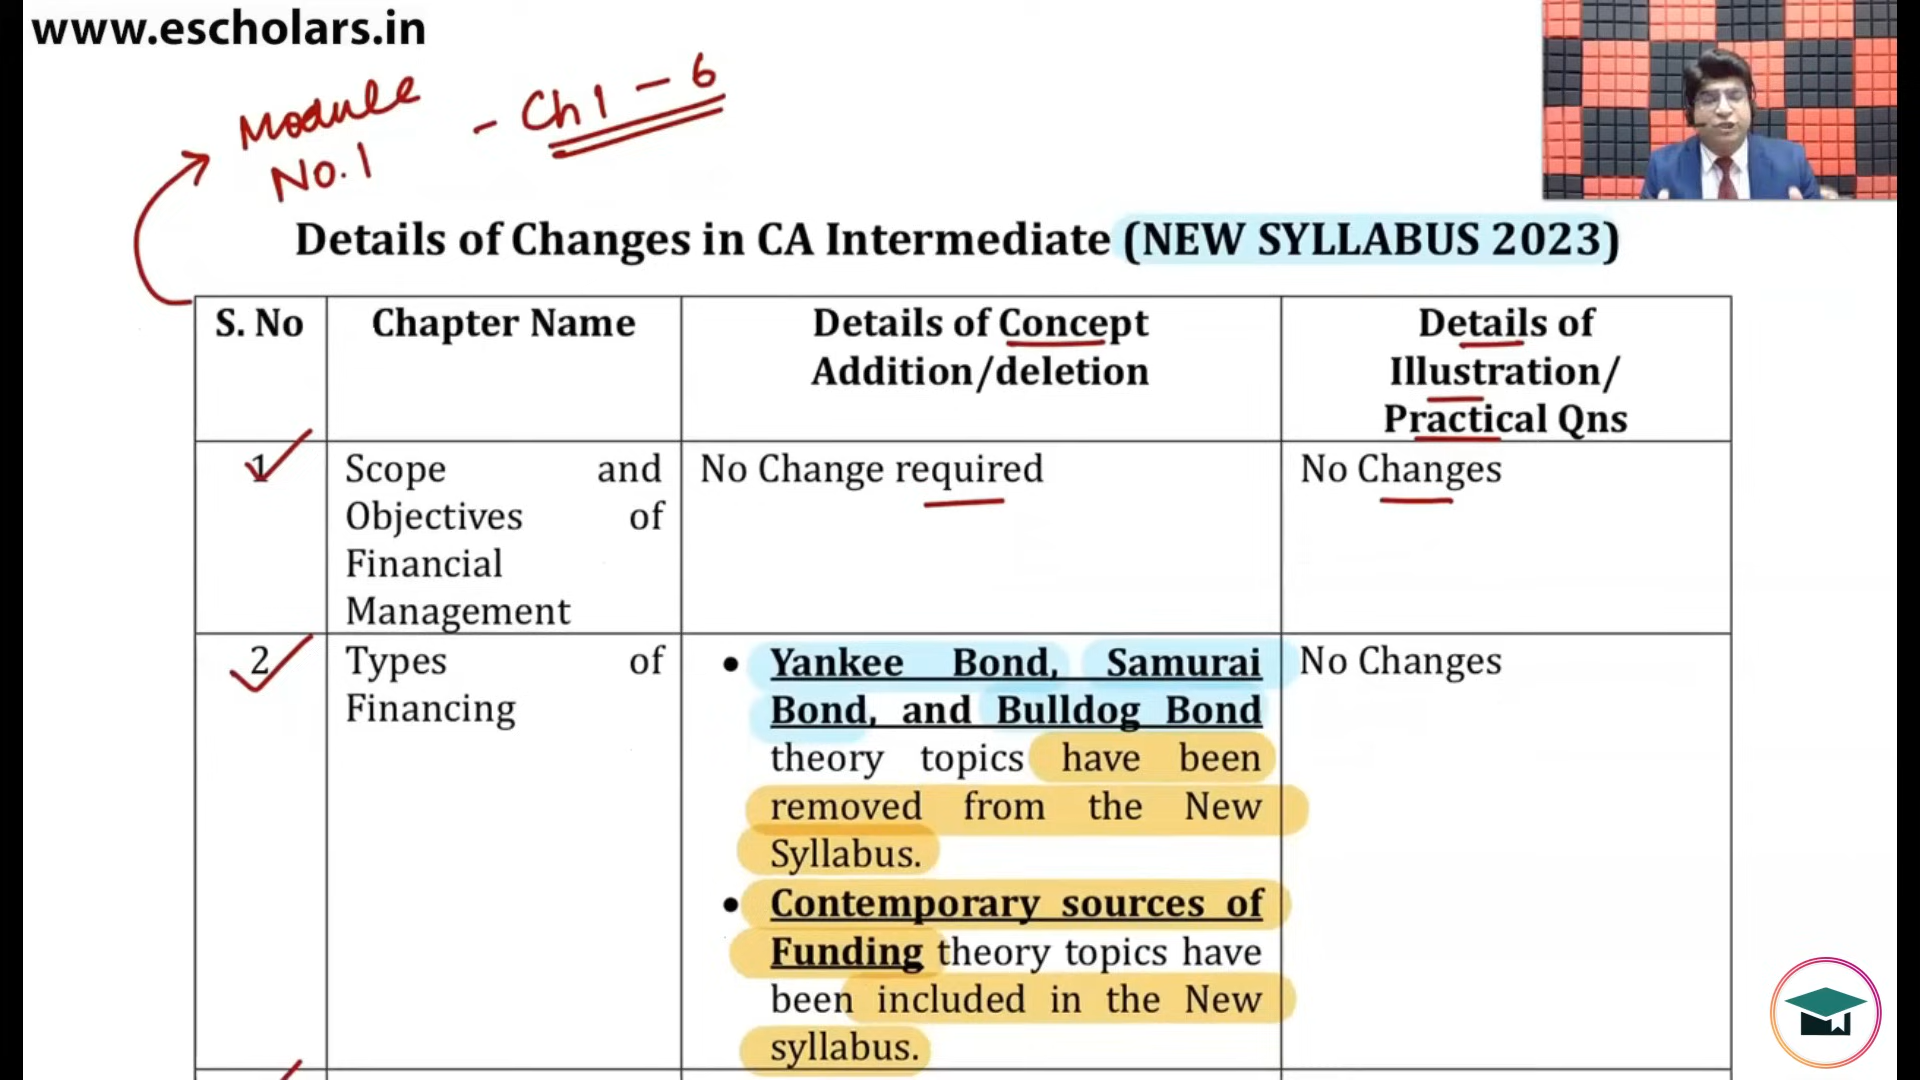 www.escholars.in
Module
No.1
- Ch 1 - 6
Details of Changes in CA Intermediate (NEW SYLLABUS 2023)
S. No
Chapter Name
Details of Concept
Addition/deletion
Details of
Illustration/
Practical Qns
1
Scope and
Objectives of
Financial
Management
No Change required
No Changes
2
Types of
Financing
• Yankee Bond, Samurai
Bond, and Bulldog Bond
theory topics have been
removed from the New
Syllabus.
• Contemporary sources of
Funding theory topics have
been included in the New
syllabus.
No Changes